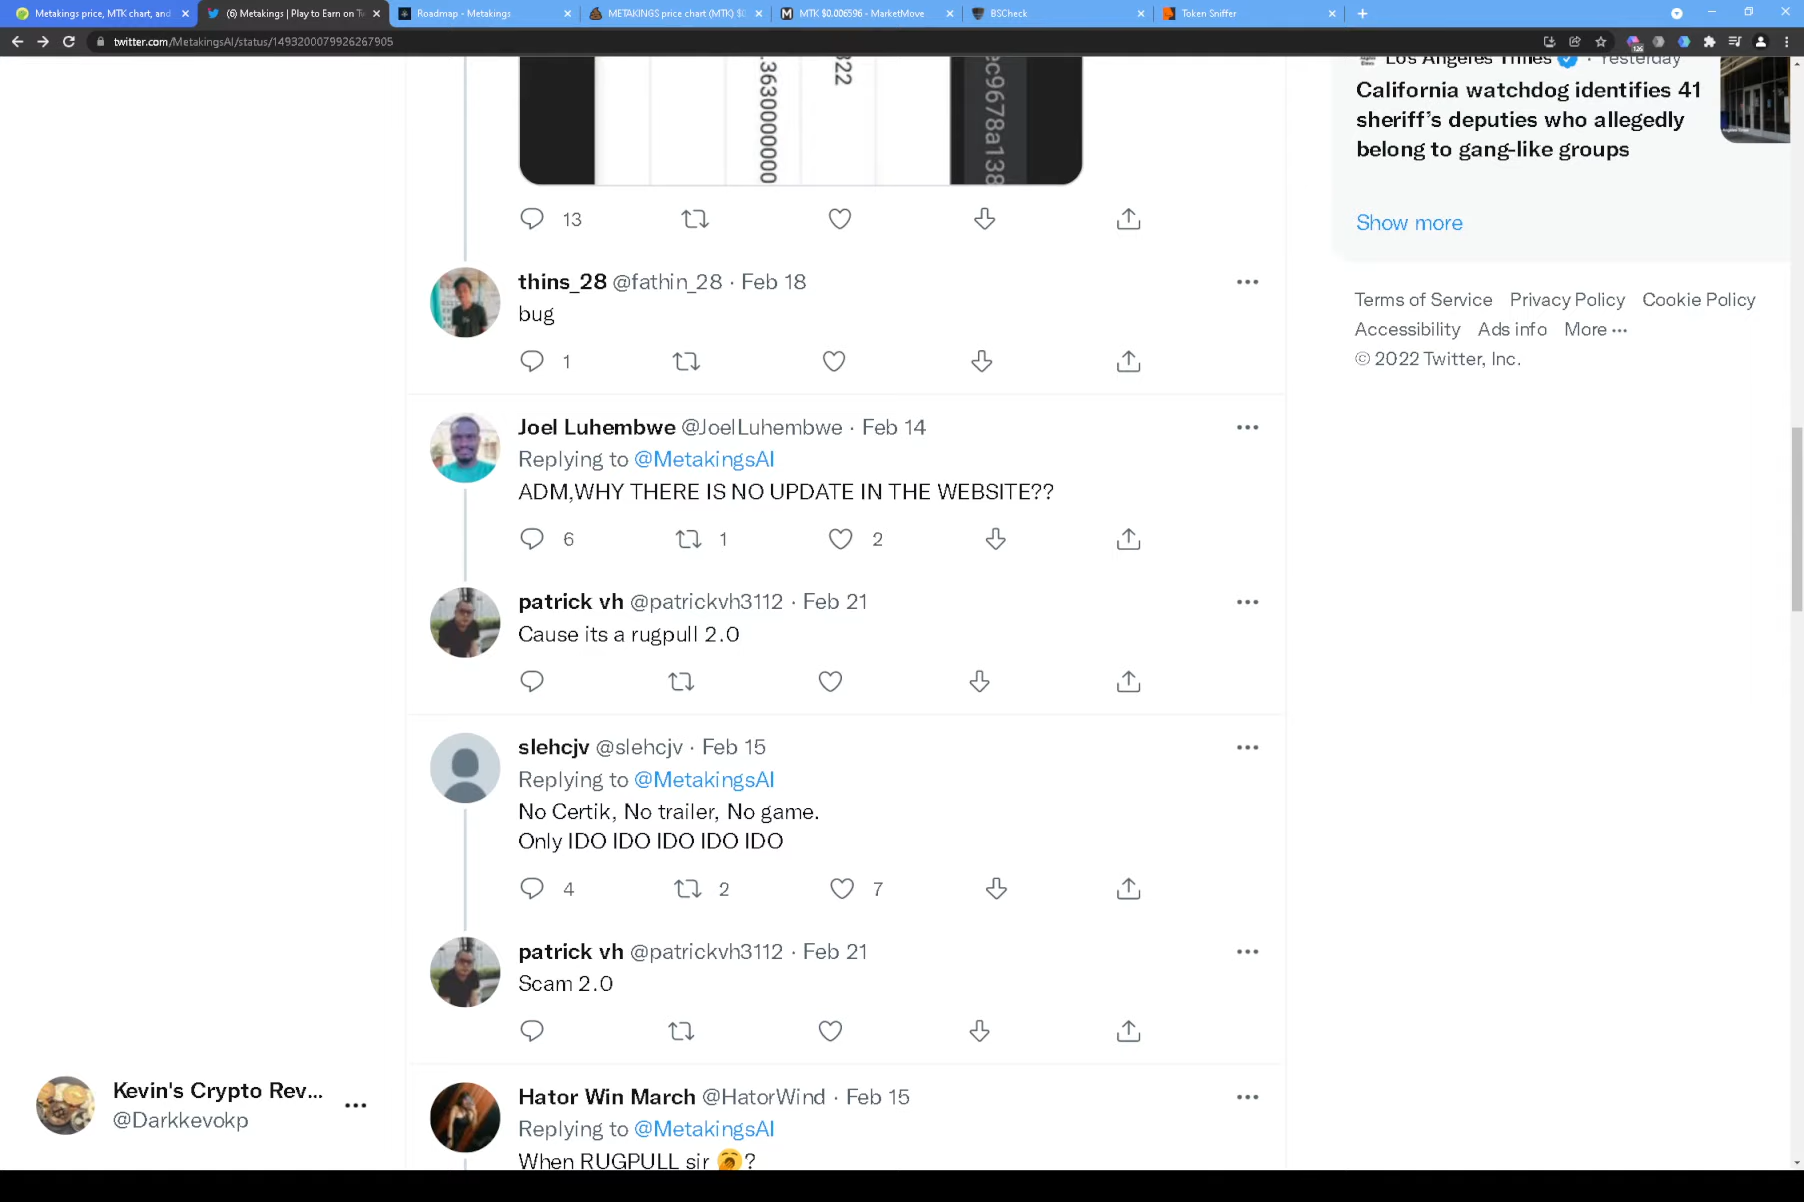 Metakings price, MTK chart, and
(6) Metakings | Play to Earn on
Roadmap - Metakings
METAKINGS price chart (MTK)
MTK $0.006596 - MarketMove
BSCheck
Token Sniffer
twitter.com/MetakingsAI/status/1493200079926267905
126
.3630000000
322
ec9678a138
13
thins_28 @fathin_28 · Feb 18
bug
1
Joel Luhembwe @JoelLuhembwe · Feb 14
Replying to @MetakingsAI
ADM,WHY THERE IS NO UPDATE IN THE WEBSITE??
6 1 2
patrick vh @patrickvh3112 · Feb 21
Cause its a rugpull 2.0
slehcjv @slehcjv · Feb 15
Replying to @MetakingsAI
No Certik, No trailer, No game.
Only IDO IDO IDO IDO IDO
4 2 7
patrick vh @patrickvh3112 · Feb 21
Scam 2.0
Hator Win March @HatorWind · Feb 15
Replying to @MetakingsAI
When RUGPULL sir 🥱?
Los Angeles Times · Yesterday
California watchdog identifies 41
sheriff's deputies who allegedly
belong to gang-like groups
Show more
Terms of Service Privacy Policy Cookie Policy
Accessibility Ads info More ···
© 2022 Twitter, Inc.
Kevin's Crypto Rev...
@Darkkevokp